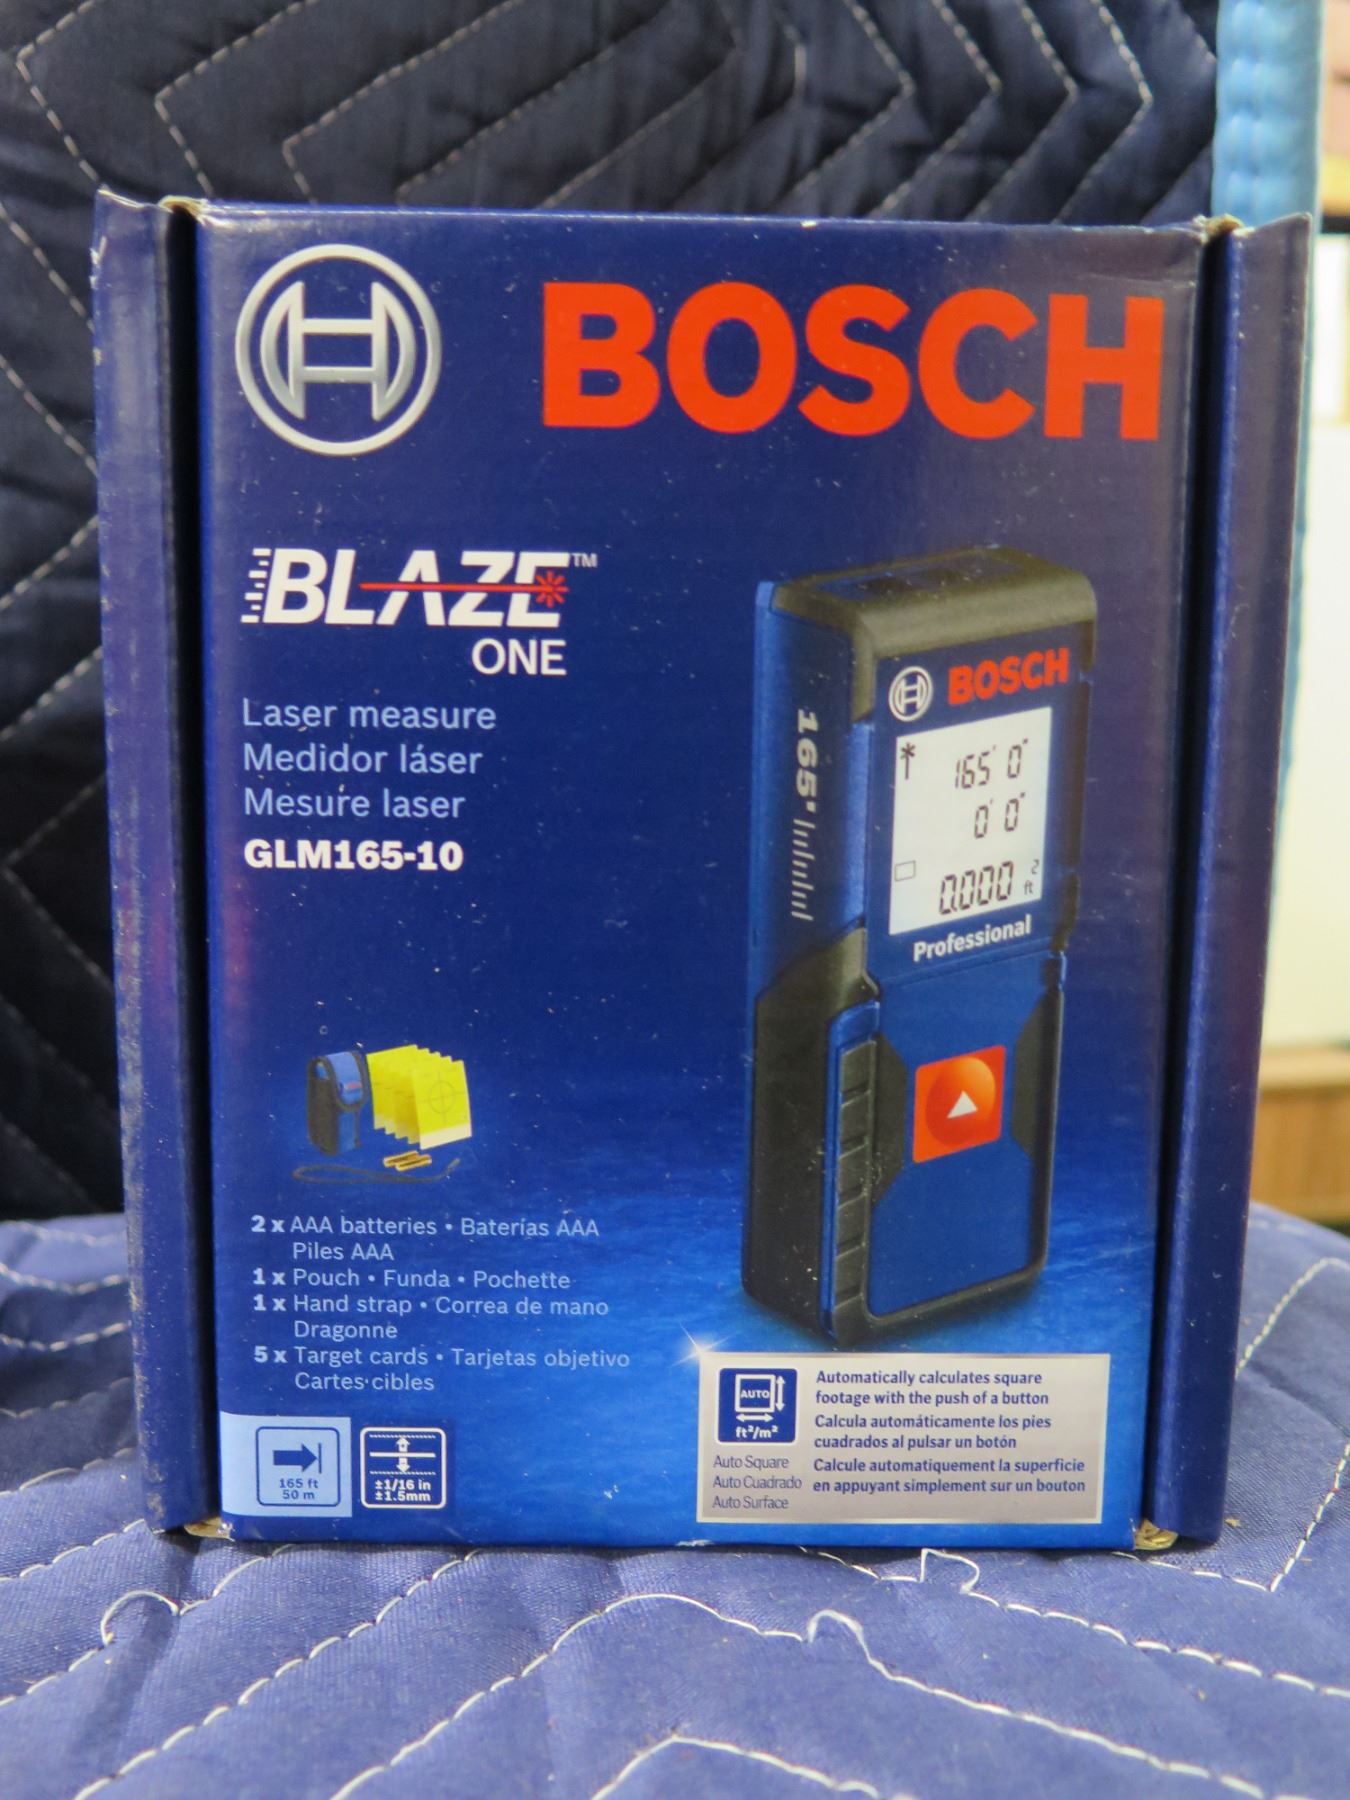 BOSCH
BLAZE™
ONE
Laser measure
Medidor láser
Mesure laser
GLM165-10
BOSCH
165'
165' 0"
0' 0"
0.000 ft²
Professional
2 x AAA batteries • Baterías AAA
Piles AAA
1 x Pouch • Funda • Pochette
1 x Hand strap • Correa de mano
Dragonne
5 x Target cards • Tarjetas objetivo
Cartes cibles
165 ft
50 m
±1/16 in
±1.5mm
AUTO
ft²/m²
Auto Square
Auto Cuadrado
Auto Surface
Automatically calculates square
footage with the push of a button
Calcula automáticamente los pies
cuadrados al pulsar un botón
Calcule automatiquement la superficie
en appuyant simplement sur un bouton